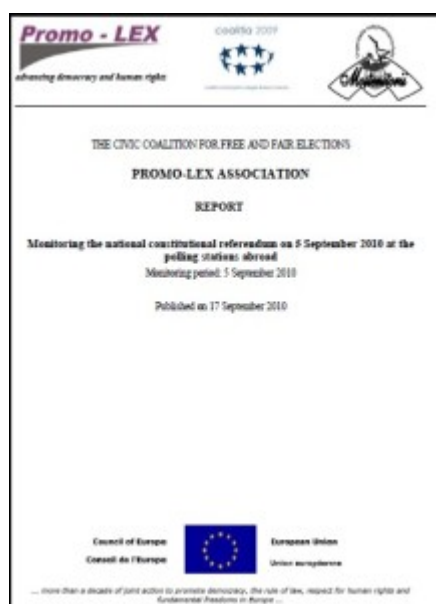 Promo - LEX
advancing democracy and human rights
coalitia 2009
THE CIVIC COALITION FOR FREE AND FAIR ELECTIONS
PROMO-LEX ASSOCIATION
REPORT
Monitoring the national constitutional referendum on 5 September 2010 at the
polling stations abroad
Monitoring period: 5 September 2010
Published on 17 September 2010
Council of Europe
Conseil de l'Europe
European Union
Union européenne
... more than a decade of joint action to promote democracy, the rule of law, respect for human rights and
fundamental freedoms in Europe ...